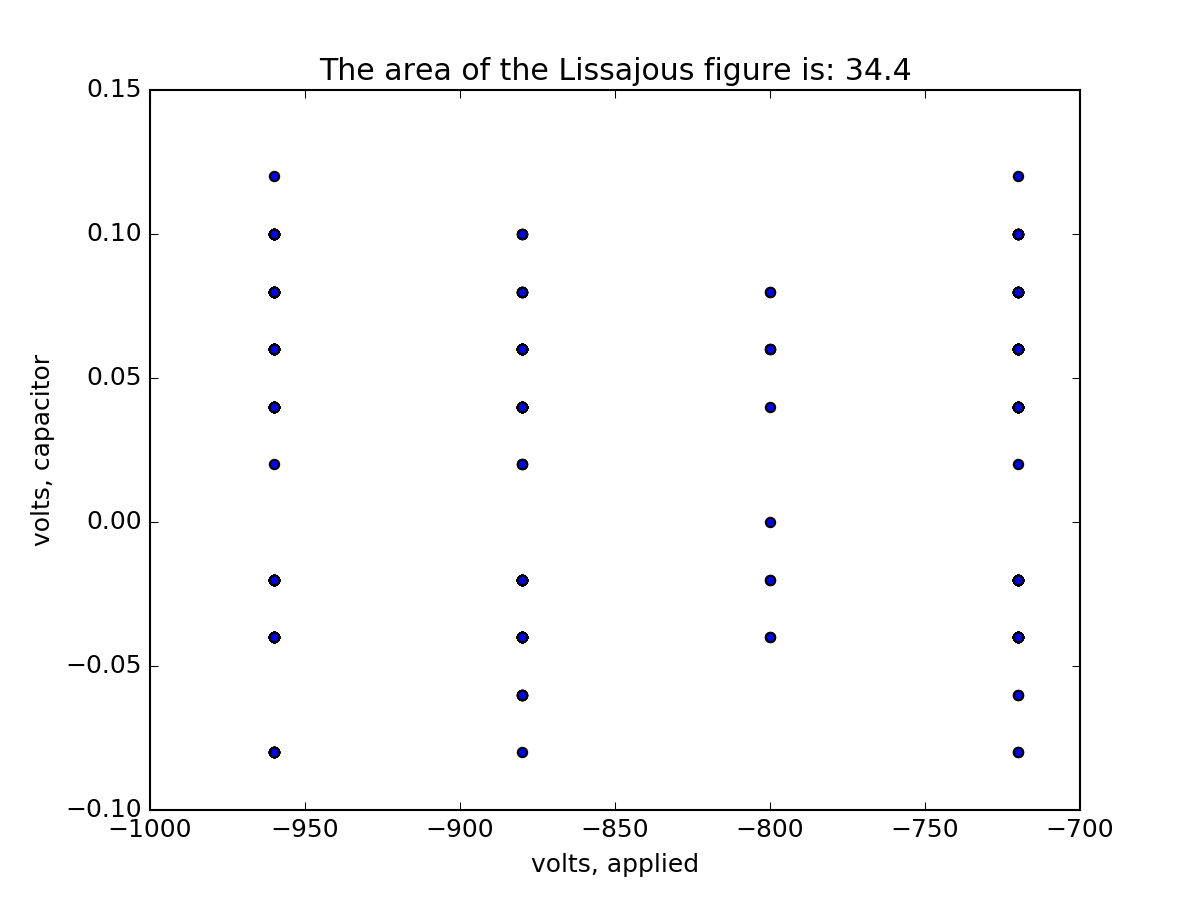 The area of the Lissajous figure is: 34.4
0.15
0.10
0.05
0.00
−0.05
−0.10
volts, capacitor
−1000 −950 −900 −850 −800 −750 −700
volts, applied